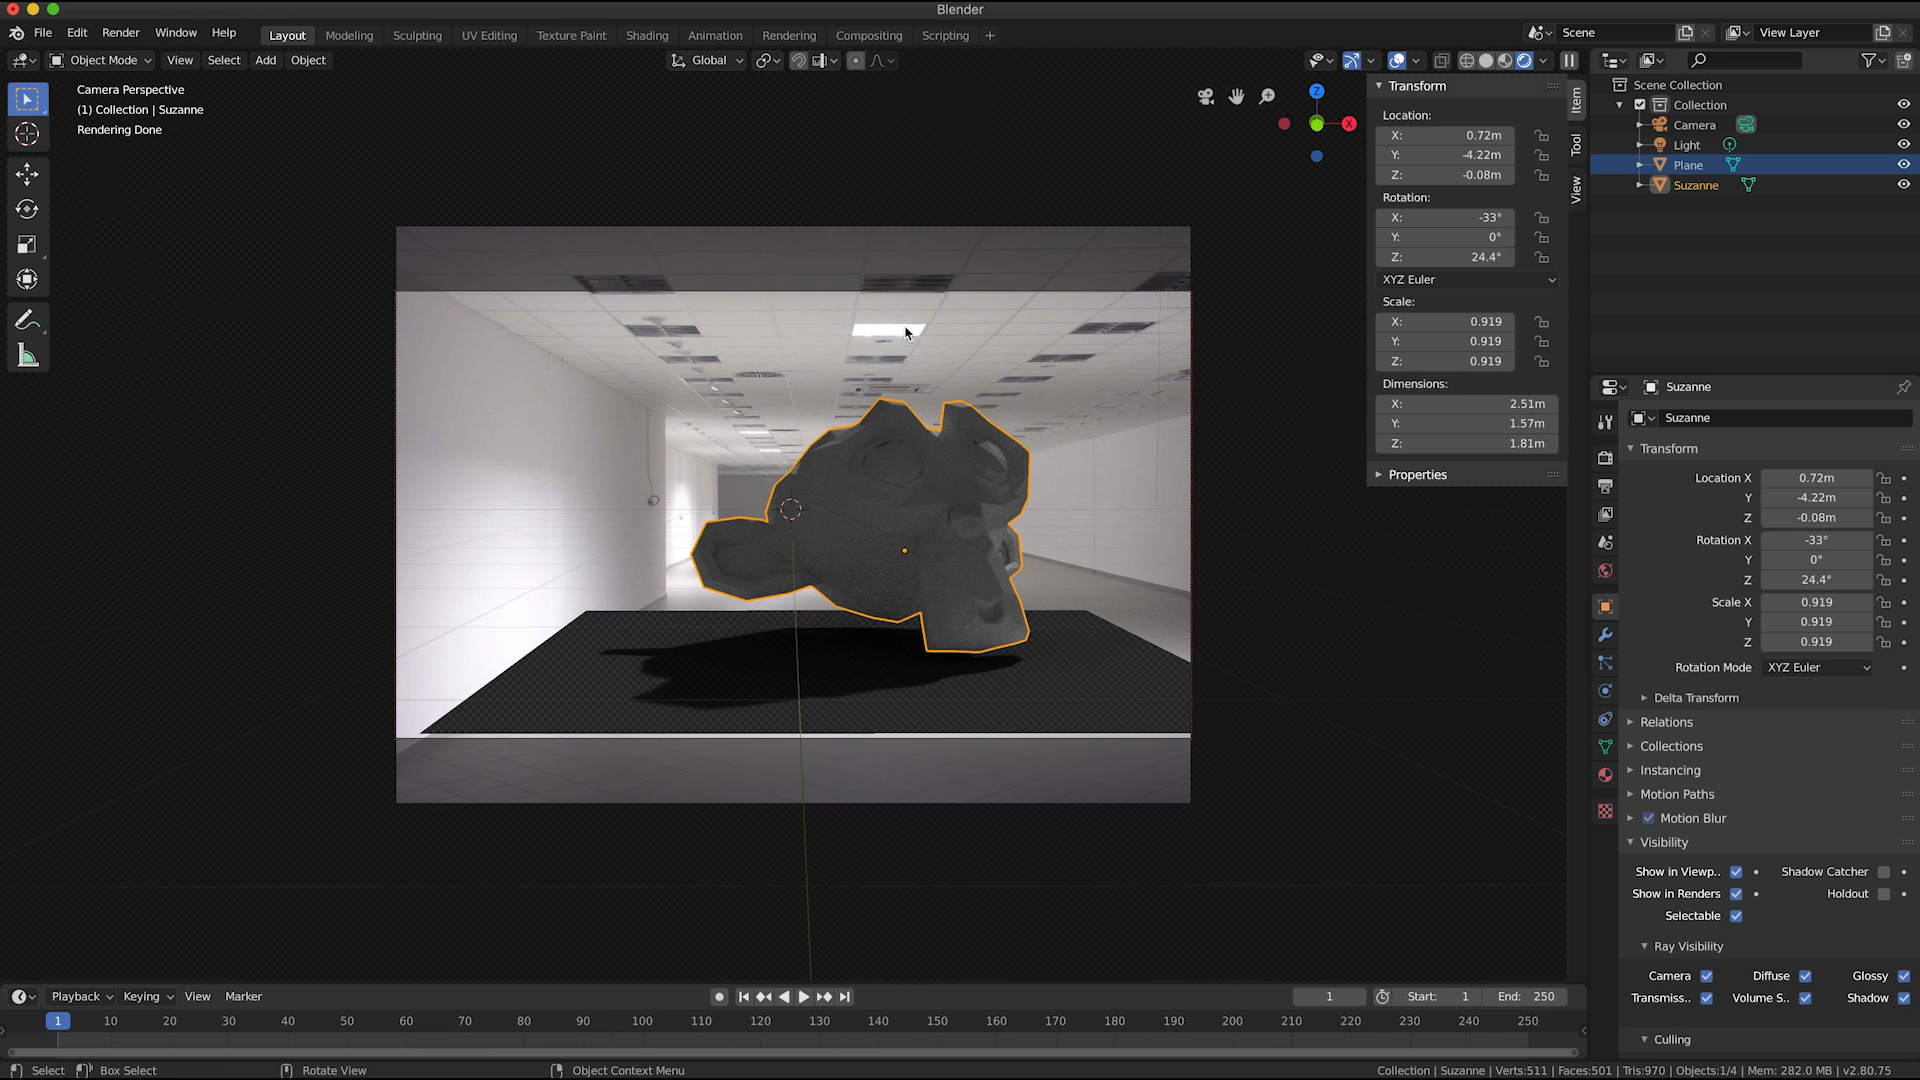 Blender
File Edit Render Window Help Layout Modeling Sculpting UV Editing Texture Paint Shading Animation Rendering Compositing Scripting + Scene View Layer
Object Mode View Select Add Object Global
Camera Perspective
(1) Collection | Suzanne
Rendering Done
Z
X
Transform
Location:
X: 0.72m
Y: -4.22m
Z: -0.08m
Rotation:
X: -33°
Y: 0°
Z: 24.4°
XYZ Euler
Scale:
X: 0.919
Y: 0.919
Z: 0.919
Dimensions:
X: 2.51m
Y: 1.57m
Z: 1.81m
Properties
Item
Tool
View
Scene Collection
Collection
Camera
Light
Plane
Suzanne
Suzanne
Suzanne
Transform
Location X 0.72m
Y -4.22m
Z -0.08m
Rotation X -33°
Y 0°
Z 24.4°
Scale X 0.919
Y 0.919
Z 0.919
Rotation Mode XYZ Euler
Delta Transform
Relations
Collections
Instancing
Motion Paths
Motion Blur
Visibility
Show in Viewp.. Shadow Catcher
Show in Renders Holdout
Selectable
Ray Visibility
Camera Diffuse Glossy
Transmiss.. Volume S.. Shadow
Culling
Playback Keying View Marker 1 Start: 1 End: 250
1 10 20 30 40 50 60 70 80 90 100 110 120 130 140 150 160 170 180 190 200 210 220 230 240 250
Select Box Select Rotate View Object Context Menu Collection | Suzanne | Verts:511 | Faces:501 | Tris:970 | Objects:1/4 | Mem: 282.0 MB | v2.80.75